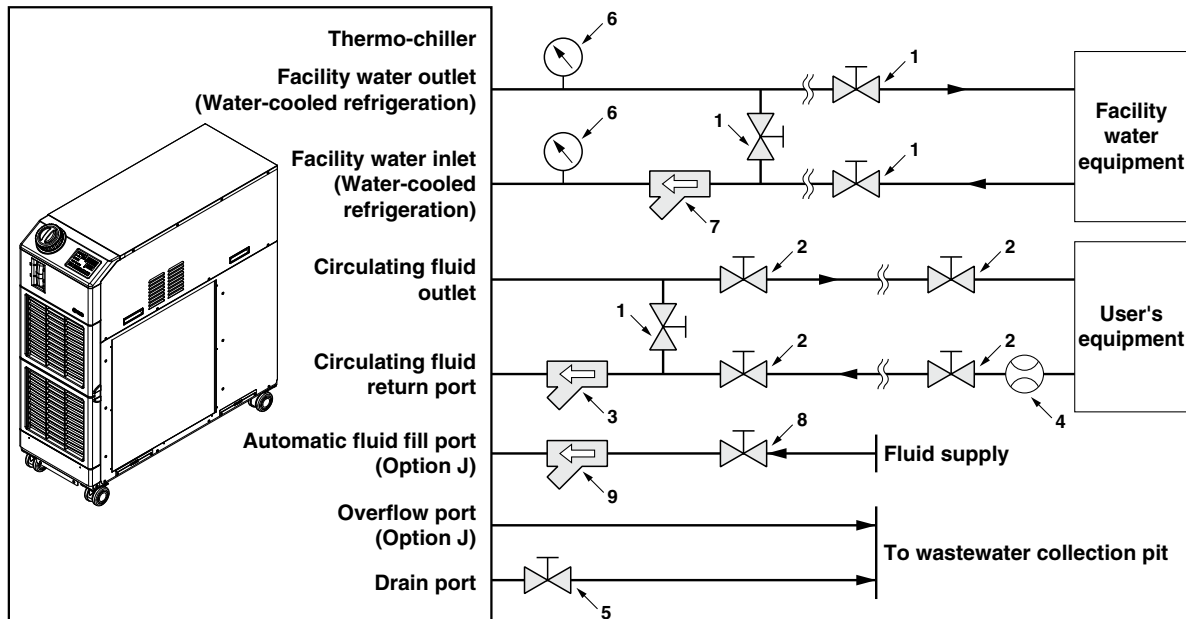 Thermo-chiller
Facility water outlet
(Water-cooled refrigeration)
Facility water inlet
(Water-cooled
refrigeration)
Circulating fluid
outlet
Circulating fluid
return port
Automatic fluid fill port
(Option J)
Overflow port
(Option J)
Drain port
6
1
1
6
1
7
Facility
water
equipment
2
2
1
2
2
3
4
User's
equipment
8
9
Fluid supply
To wastewater collection pit
5